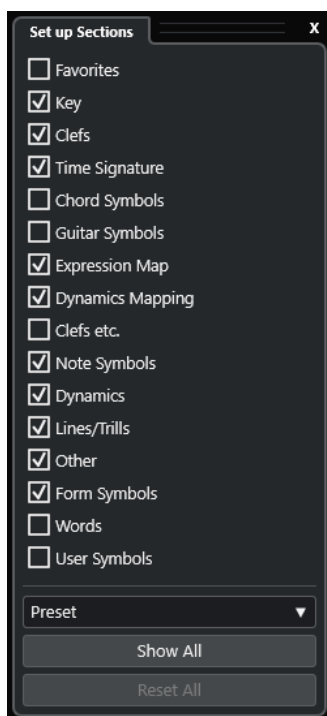 Set up Sections
X
Favorites
Key
Clefs
Time Signature
Chord Symbols
Guitar Symbols
Expression Map
Dynamics Mapping
Clefs etc.
Note Symbols
Dynamics
Lines/Trills
Other
Form Symbols
Words
User Symbols
Preset
Show All
Reset All